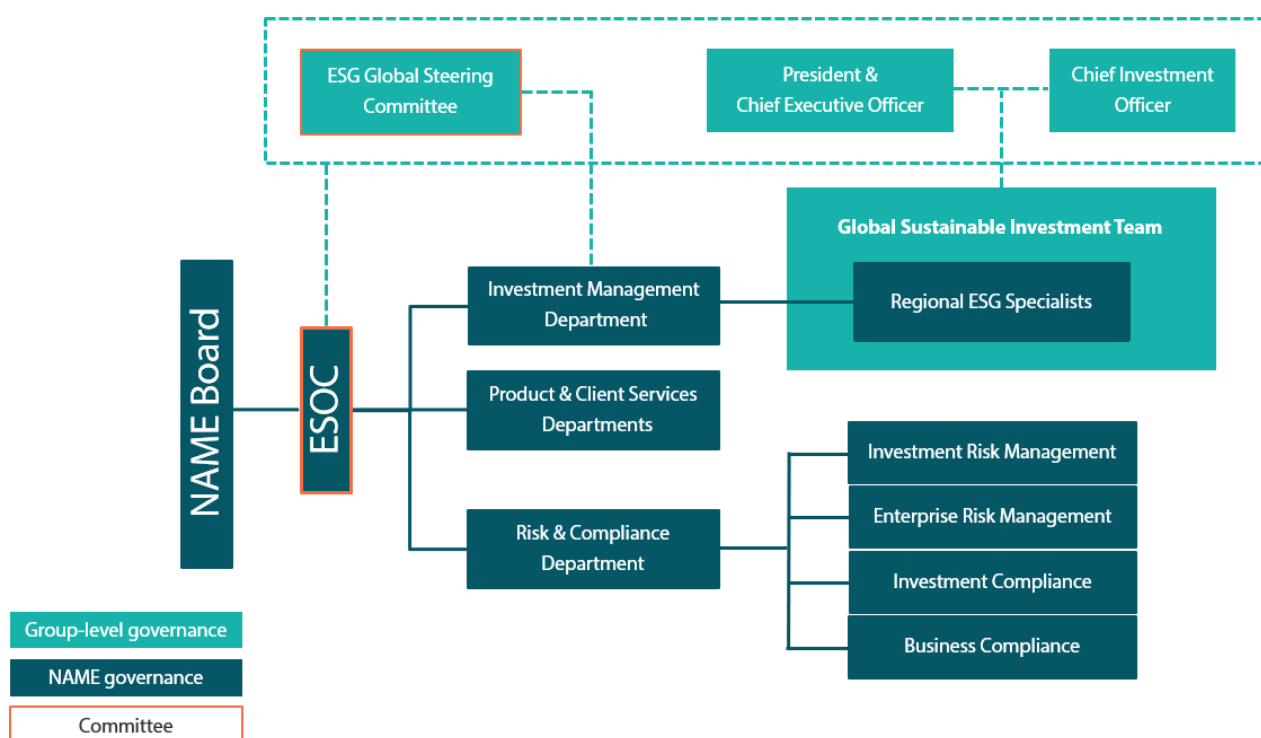 ESG Global Steering
Committee
President &
Chief Executive Officer
Chief Investment
Officer
Global Sustainable Investment Team
Regional ESG Specialists
NAME Board
ESOC
Investment Management
Department
Product & Client Services
Departments
Risk & Compliance
Department
Investment Risk Management
Enterprise Risk Management
Investment Compliance
Business Compliance
Group-level governance
NAME governance
Committee